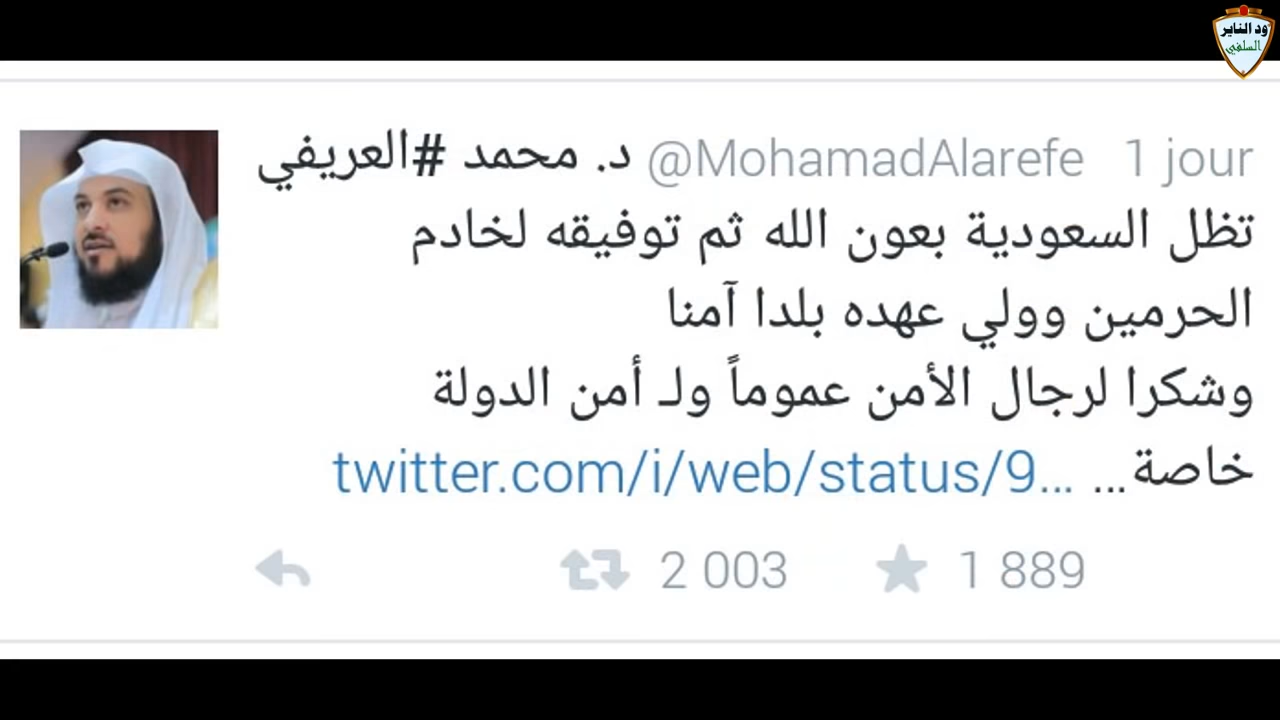 ود الناير
السلفي
د. محمد #العريفي @MohamadAlarefe 1 jour
تظل السعودية بعون الله ثم توفيقه لخادم
الحرمين وولي عهده بلدا آمنا
وشكرا لرجال الأمن عموماً ولـ أمن الدولة
خاصة... twitter.com/i/web/status/9...
2 003 1 889